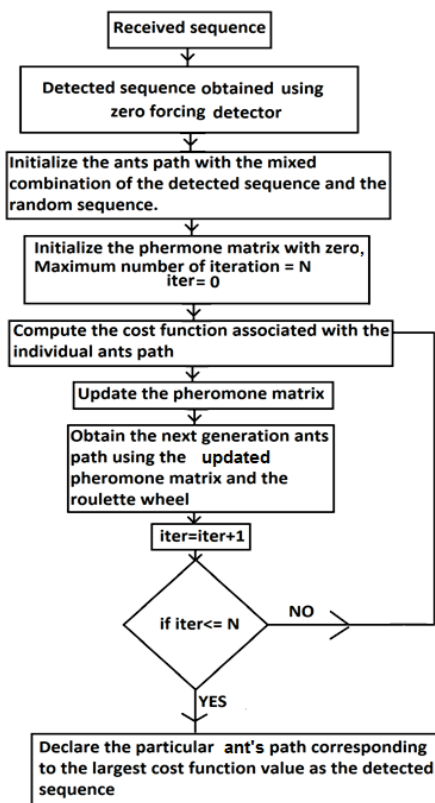 Received sequence
Detected sequence obtained using
zero forcing detector
Initialize the ants path with the mixed
combination of the detected sequence and the
random sequence.
Initialize the phermone matrix with zero,
Maximum number of iteration = N
iter= 0
Compute the cost function associated with the
individual ants path
Update the pheromone matrix
Obtain the next generation ants
path using the updated
pheromone matrix and the
roulette wheel
iter=iter+1
if iter<= N
NO
YES
Declare the particular ant's path corresponding
to the largest cost function value as the detected
sequence